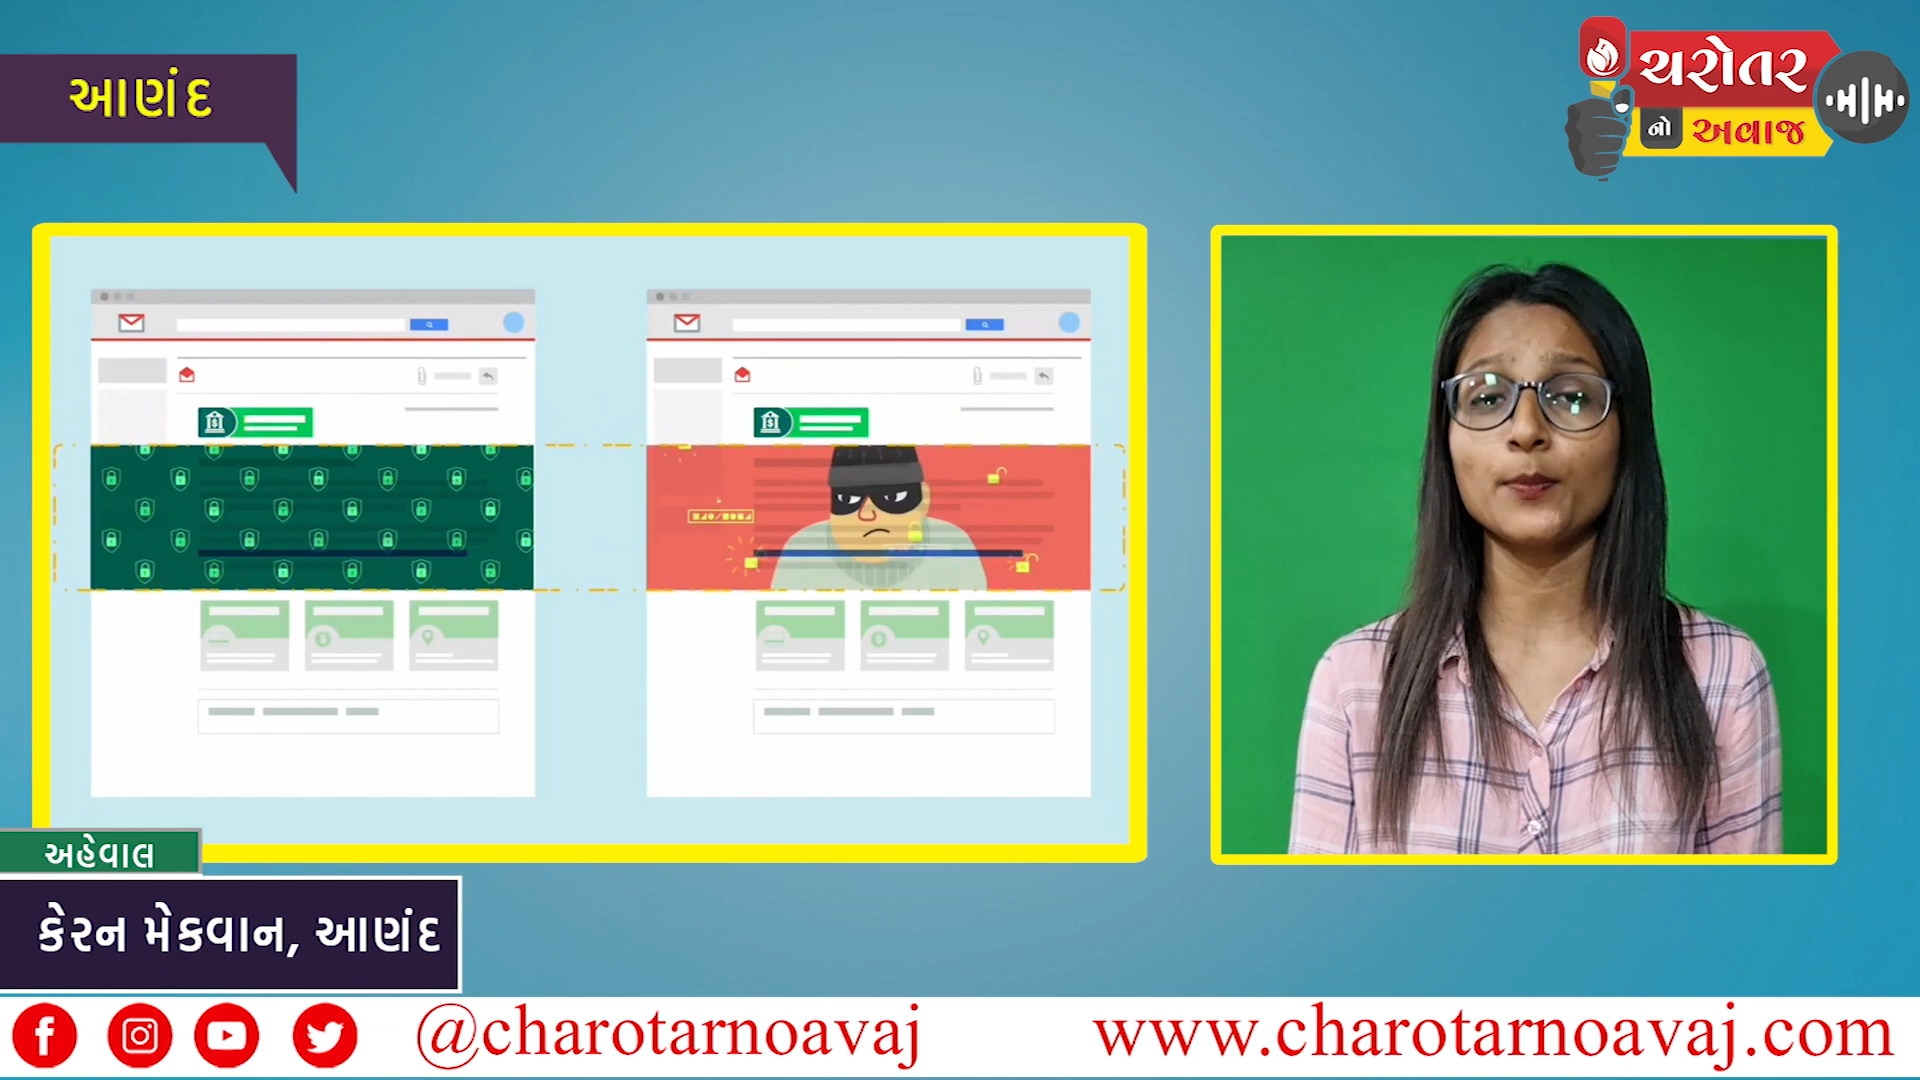 આણંદ
ચરોતર
નો અવાજ
અહેવાલ
કેરન મેકવાન, આણંદ
@charotarnoavaj
www.charotarnoavaj.com